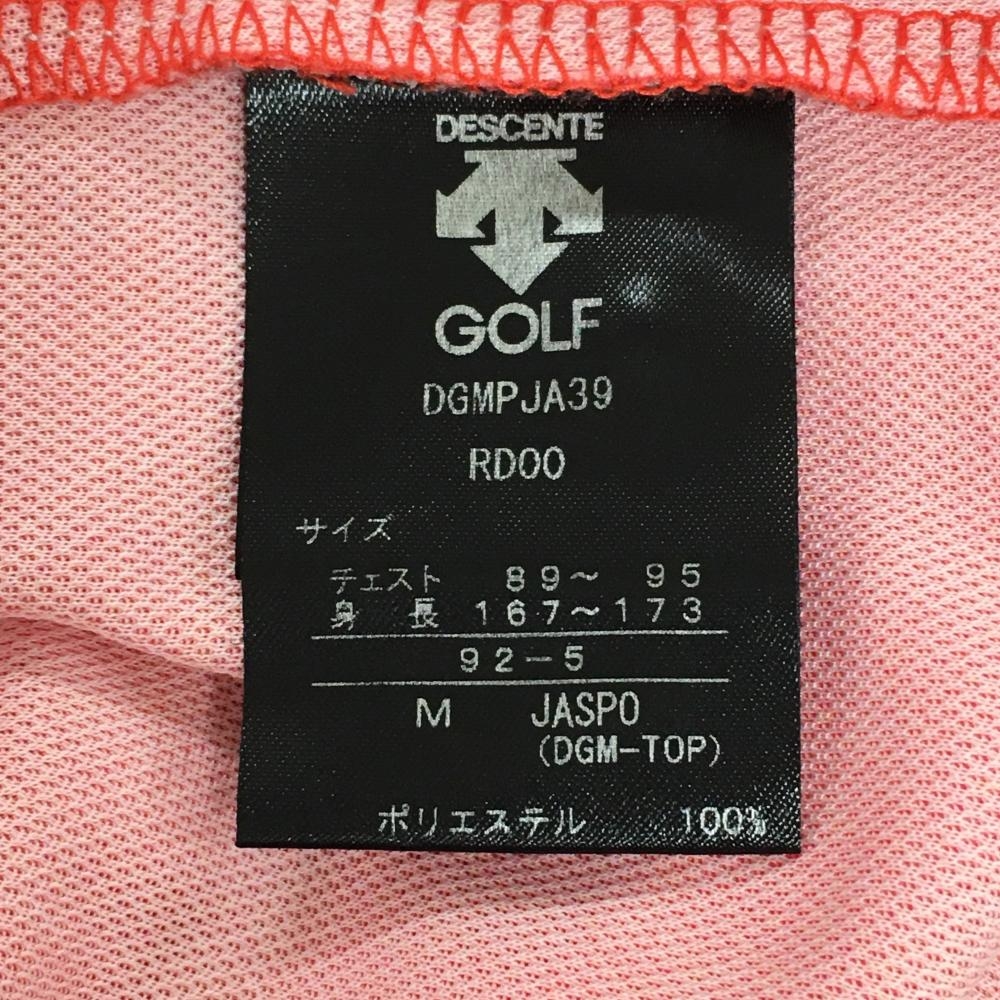 DESCENTE
GOLF
DGMPJA39
RD00
サイズ
チェスト 89～ 95
身 長 167～173
92-5
M JASPO
(DGM-TOP)
ポリエステル 100%